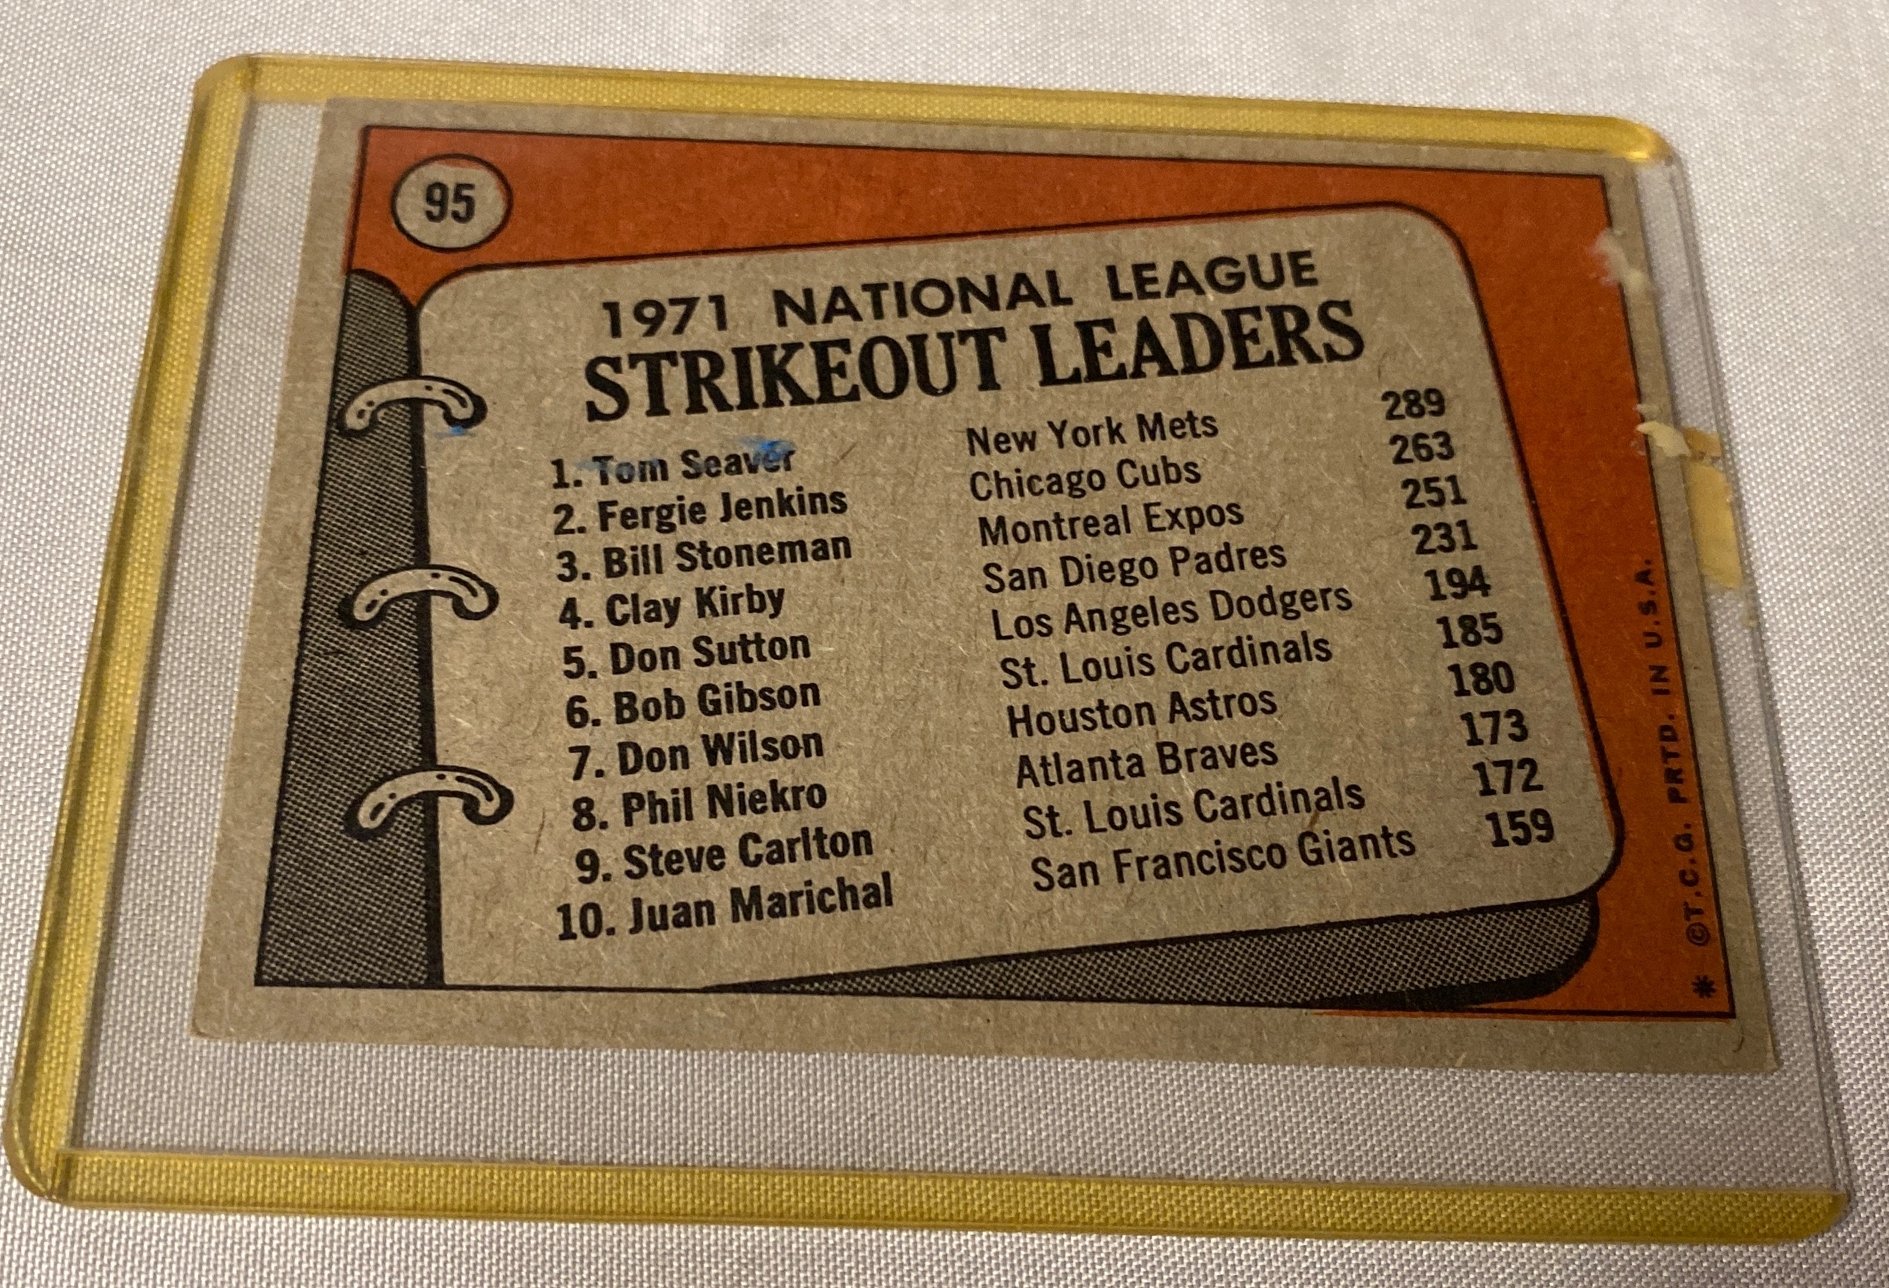 95
1971 NATIONAL LEAGUE
STRIKEOUT LEADERS
1. Tom Seaver New York Mets 289
2. Fergie Jenkins Chicago Cubs 263
3. Bill Stoneman Montreal Expos 251
4. Clay Kirby San Diego Padres 231
5. Don Sutton Los Angeles Dodgers 194
6. Bob Gibson St. Louis Cardinals 185
7. Don Wilson Houston Astros 180
8. Phil Niekro Atlanta Braves 173
9. Steve Carlton St. Louis Cardinals 172
10. Juan Marichal San Francisco Giants 159
* ©T.C.G. PRTD. IN U.S.A.